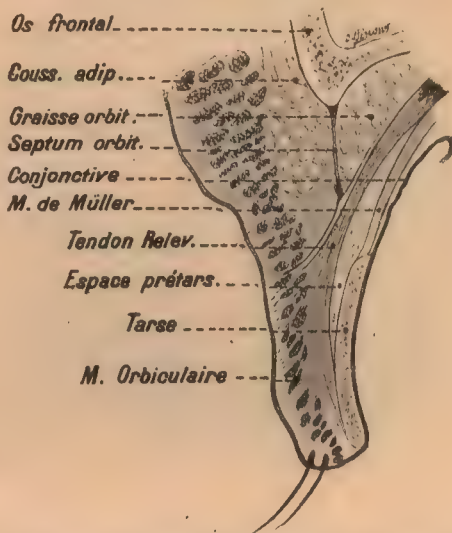 Os frontal
Couss. adip
Graisse orbit.
Septum orbit.
Conjonctive
M. de Müller
Tendon Relev.
Espace prétars.
Tarse
M. Orbiculaire